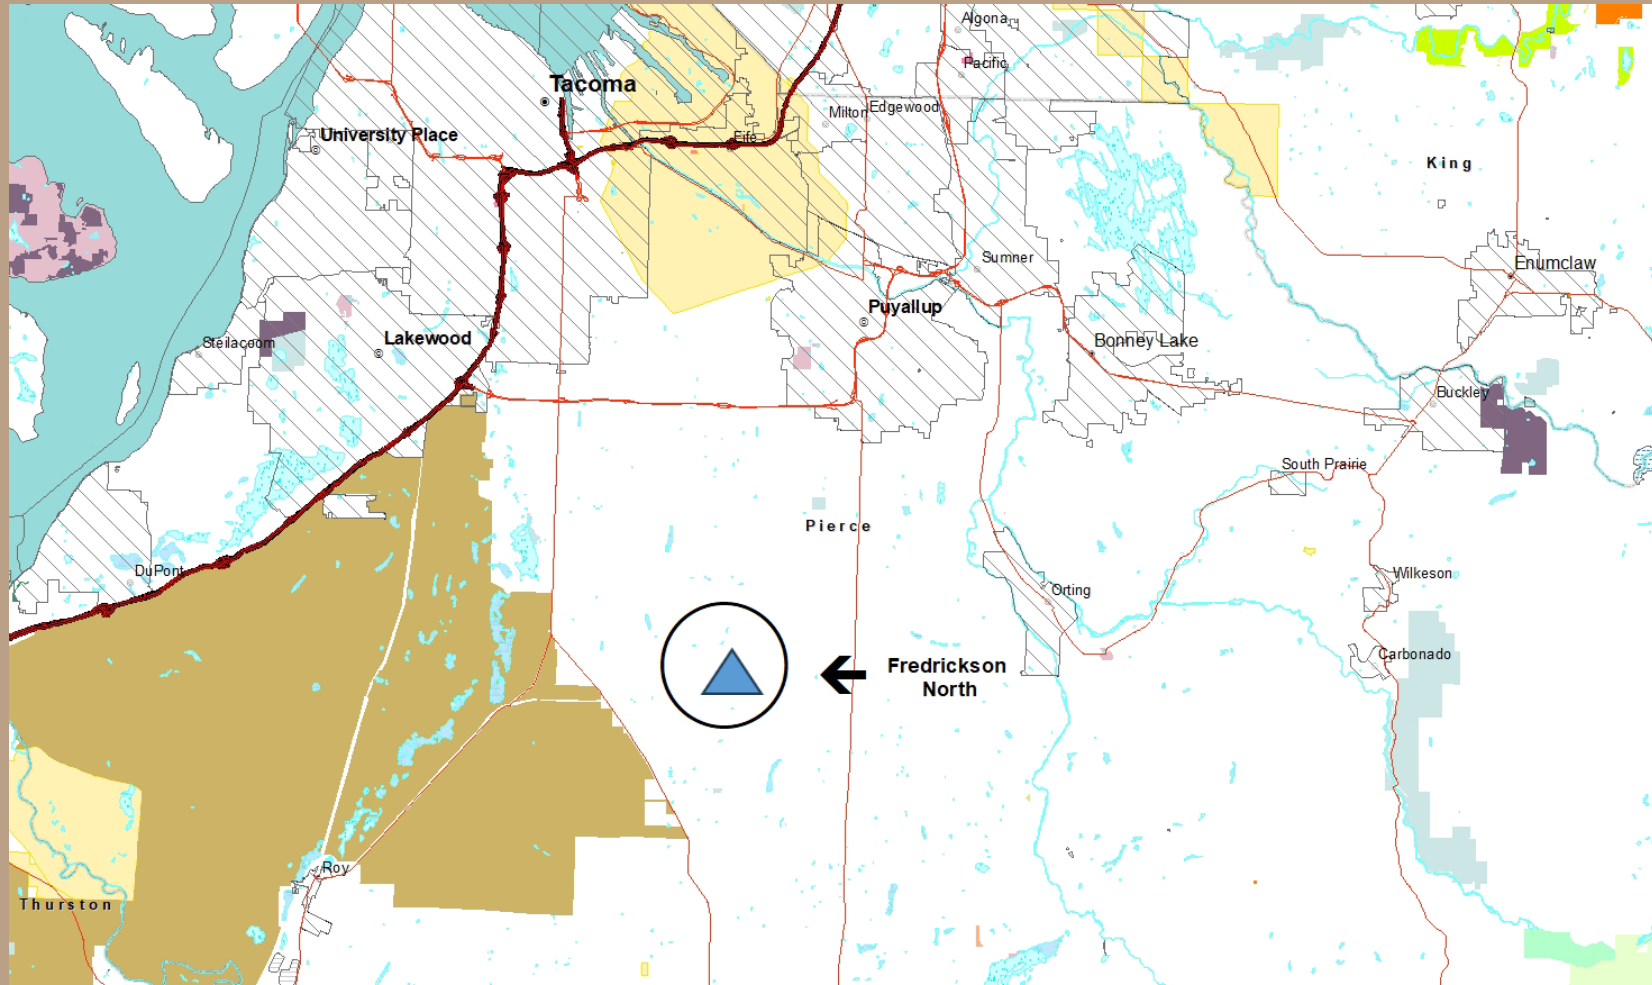 Algona
Pacific
Tacoma
Milton
Edgewood
University Place
Fife
King
Sumner
Enumclaw
Puyallup
Steilacoom
Lakewood
Bonney Lake
Buckley
South Prairie
Pierce
DuPont
Wilkeson
Orting
Carbonado
Fredrickson
North
Roy
Thurston